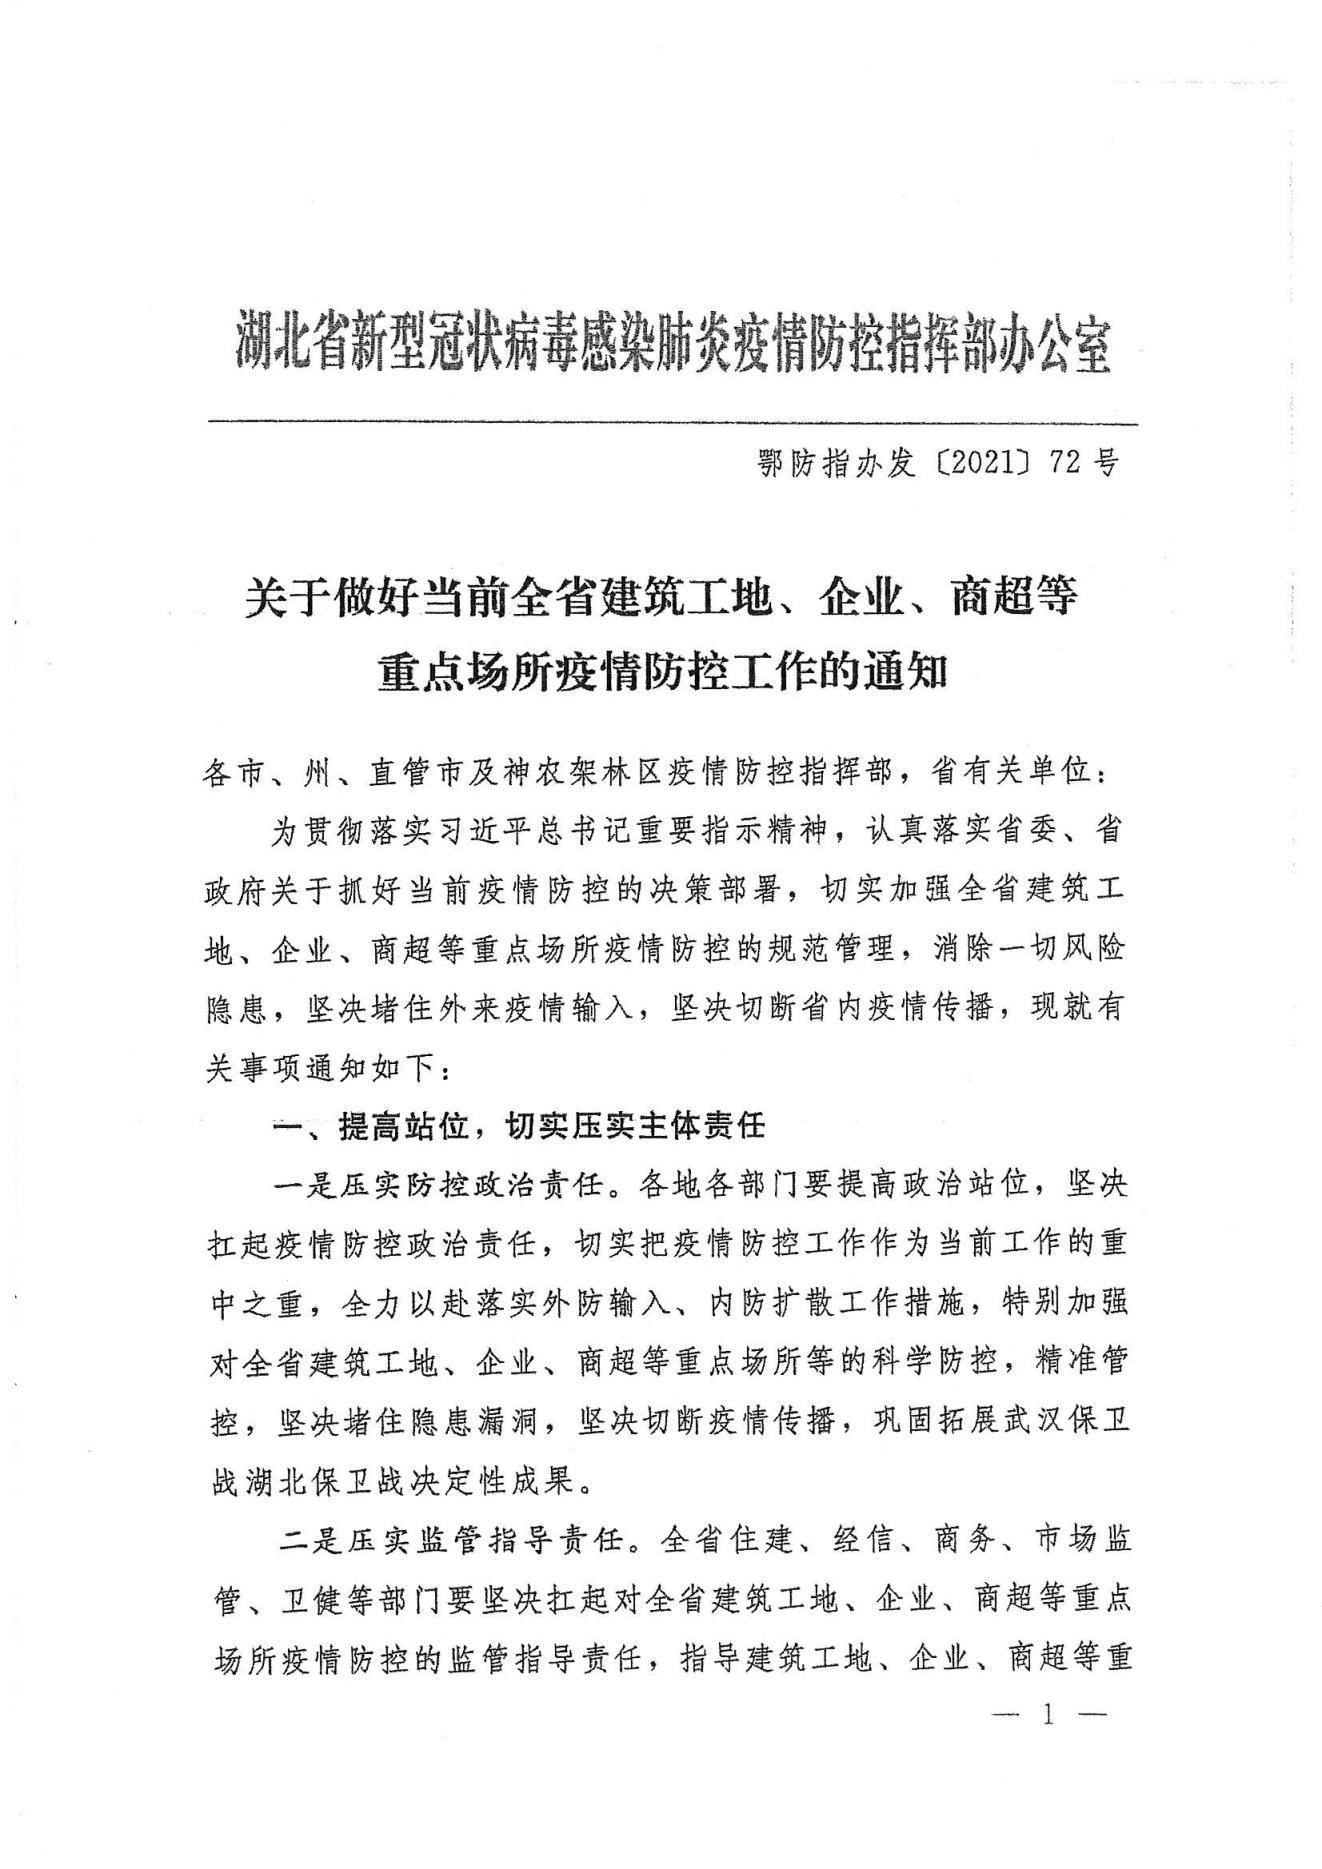 湖北省新型冠状病毒感染肺炎疫情防控指挥部办公室
鄂防指办发〔2021〕72号
关于做好当前全省建筑工地、企业、商超等
重点场所疫情防控工作的通知
各市、州、直管市及神农架林区疫情防控指挥部，省有关单位：
为贯彻落实习近平总书记重要指示精神，认真落实省委、省
政府关于抓好当前疫情防控的决策部署，切实加强全省建筑工
地、企业、商超等重点场所疫情防控的规范管理，消除一切风险
隐患，坚决堵住外来疫情输入，坚决切断省内疫情传播，现就有
关事项通知如下：
一、提高站位，切实压实主体责任
一是压实防控政治责任。各地各部门要提高政治站位，坚决
扛起疫情防控政治责任，切实把疫情防控工作作为当前工作的重
中之重，全力以赴落实外防输入、内防扩散工作措施，特别加强
对全省建筑工地、企业、商超等重点场所等的科学防控，精准管
控，坚决堵住隐患漏洞，坚决切断疫情传播，巩固拓展武汉保卫
战湖北保卫战决定性成果。
二是压实监管指导责任。全省住建、经信、商务、市场监
管、卫健等部门要坚决扛起对全省建筑工地、企业、商超等重点
场所疫情防控的监管指导责任，指导建筑工地、企业、商超等重
— 1 —